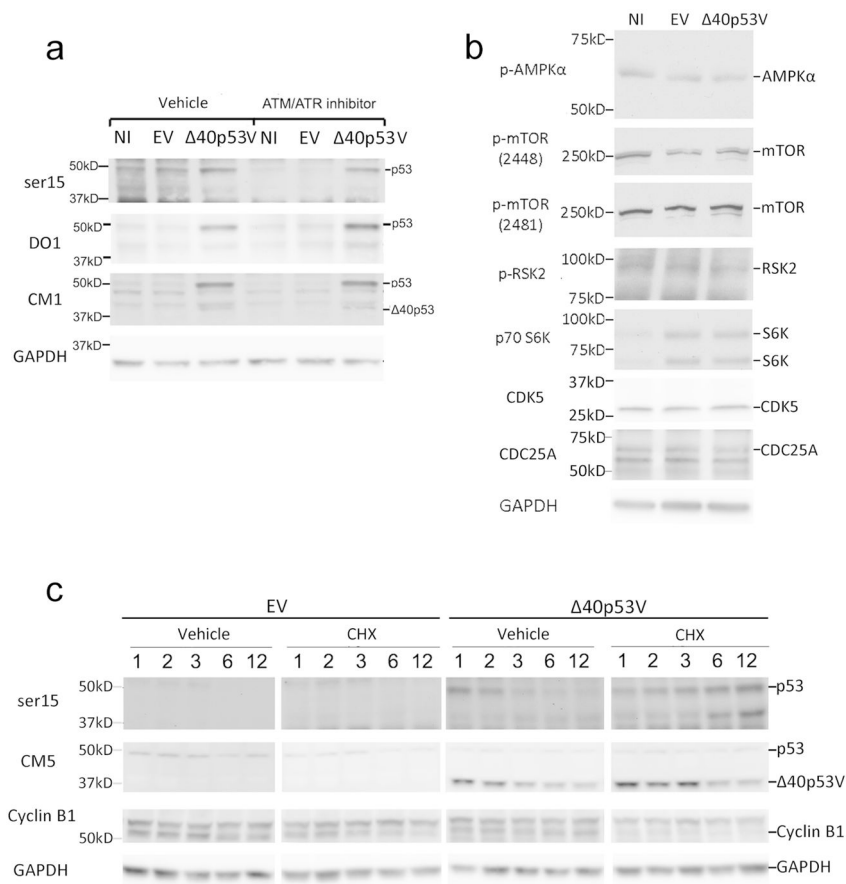 a
Vehicle ATM/ATR inhibitor
NI EV Δ40p53V NI EV Δ40p53V
ser15 50kD 37kD p53
DO1 50kD 37kD p53
CM1 50kD 37kD p53 Δ40p53
GAPDH 37kD
b
NI EV Δ40p53V
p-AMPKα 75kD 50kD AMPKα
p-mTOR (2448) 250kD mTOR
p-mTOR (2481) 250kD mTOR
p-RSK2 100kD 75kD RSK2
p70 S6K 100kD 75kD S6K S6K
CDK5 37kD 25kD CDK5
CDC25A 75kD 50kD CDC25A
GAPDH
c
EV Δ40p53V
Vehicle CHX Vehicle CHX
1 2 3 6 12 1 2 3 6 12 1 2 3 6 12 1 2 3 6 12
ser15 50kD 37kD p53
CM5 50kD 37kD p53 Δ40p53V
Cyclin B1 50kD Cyclin B1
GAPDH GAPDH